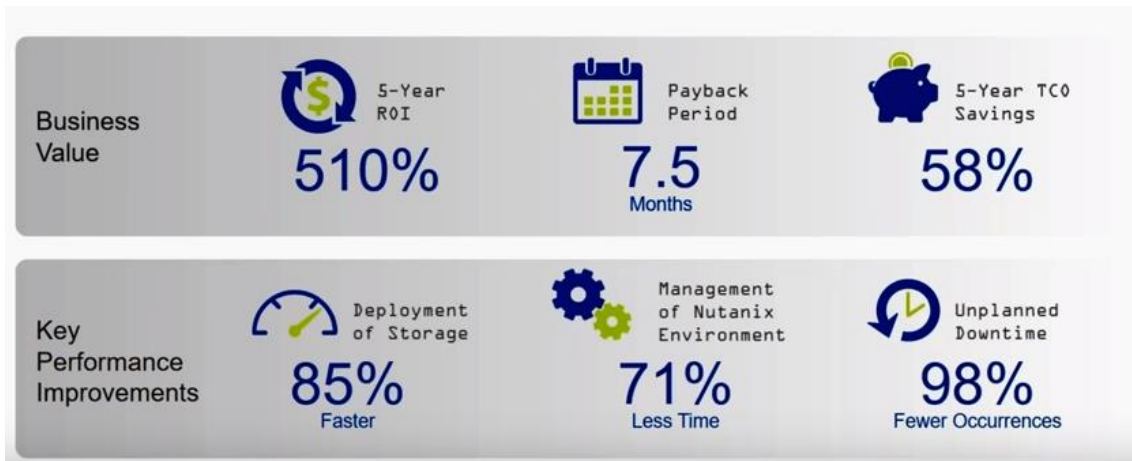 Business
Value
5-Year
ROI
510%
Payback
Period
7.5
Months
5-Year TCO
Savings
58%
Key
Performance
Improvements
Deployment
of Storage
85%
Faster
Management
of Nutanix
Environment
71%
Less Time
Unplanned
Downtime
98%
Fewer Occurrences